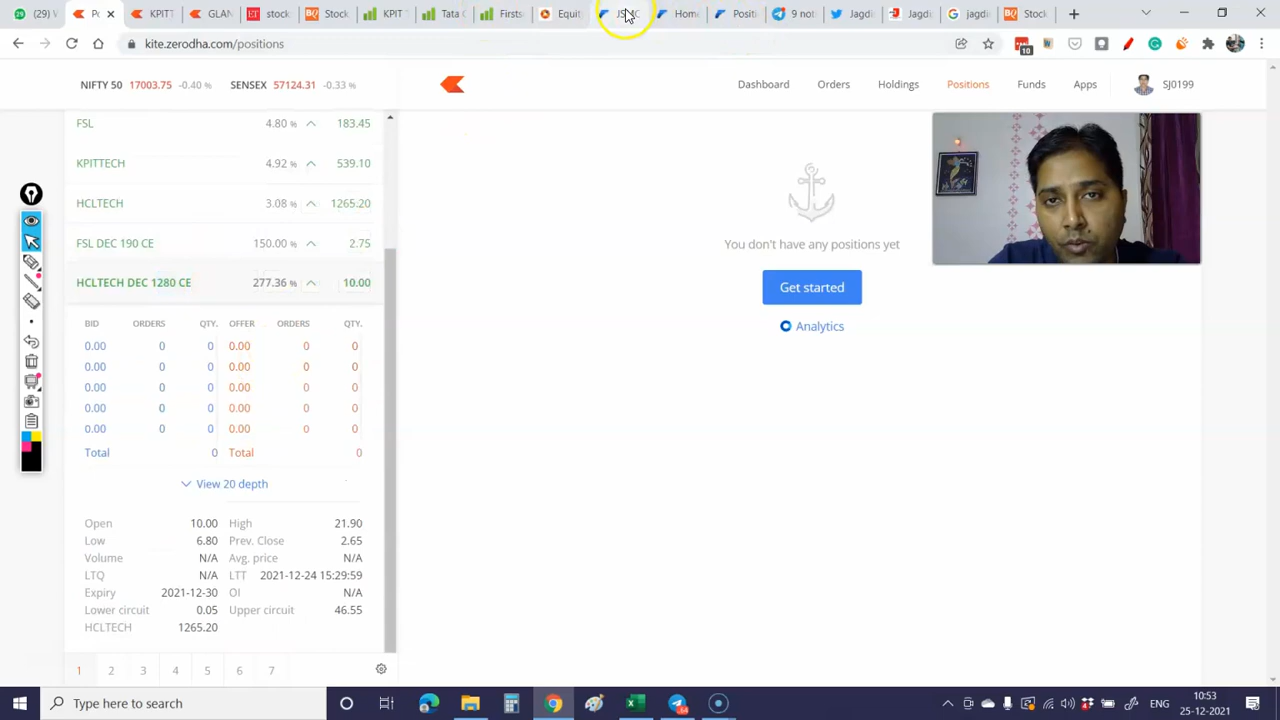 (29) V
Po
KPITT
GLAN
stock
Stock
KPIT
Tata
Firsts
Equit
JS
Home
Positi
9 not
Jagdi
Jagdi
jagdi
Stock
kite.zerodha.com/positions
10
NIFTY 50 17003.75 -0.40 % SENSEX 57124.31 -0.33 %
Dashboard Orders Holdings Positions Funds Apps SJ0199
FSL 4.80 % 183.45
KPITTECH 4.92 % 539.10
HCLTECH 3.08 % 1265.20
FSL DEC 190 CE 150.00 % 2.75
HCLTECH DEC 1280 CE 277.36 % 10.00
BID ORDERS QTY. OFFER ORDERS QTY.
0.00 0 0 0.00 0 0
0.00 0 0 0.00 0 0
0.00 0 0 0.00 0 0
0.00 0 0 0.00 0 0
0.00 0 0 0.00 0 0
Total 0 Total 0
View 20 depth
Open 10.00 High 21.90
Low 6.80 Prev. Close 2.65
Volume N/A Avg. price N/A
LTQ N/A LTT 2021-12-24 15:29:59
Expiry 2021-12-30 OI N/A
Lower circuit 0.05 Upper circuit 46.55
HCLTECH 1265.20
1 2 3 4 5 6 7
You don't have any positions yet
Get started
Analytics
Type here to search
ENG
10:53
25-12-2021